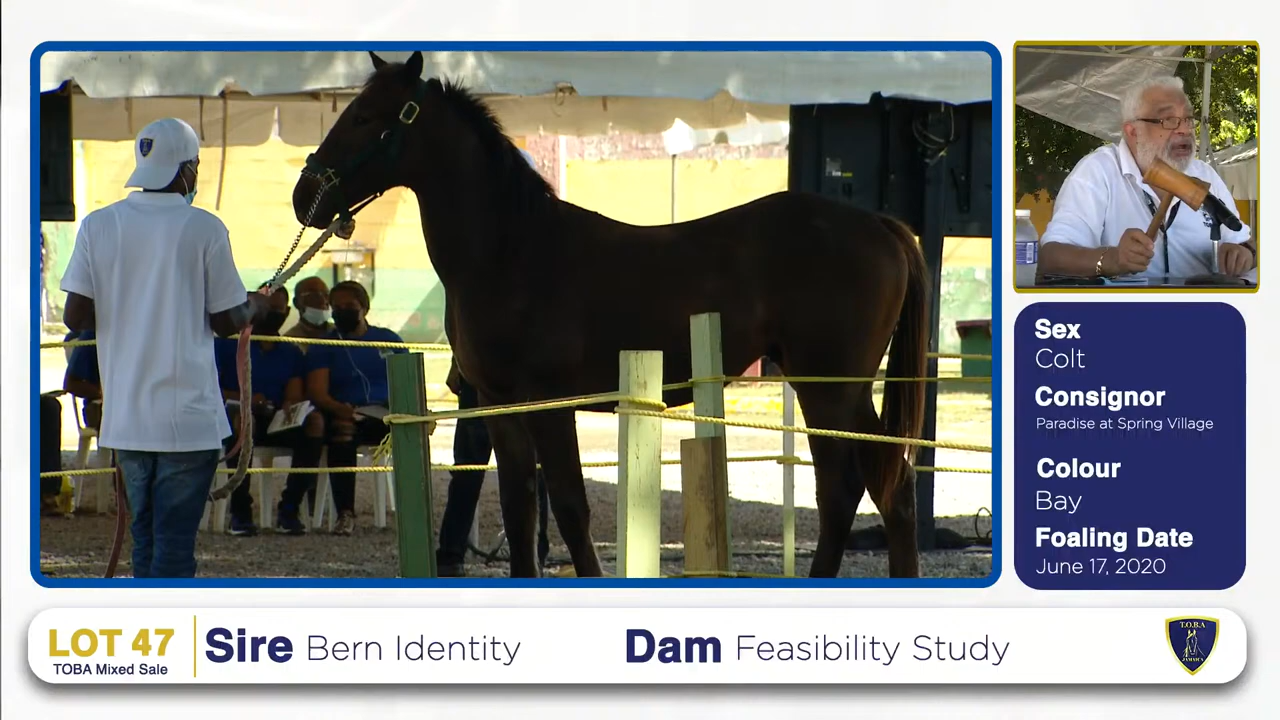 Sex
Colt
Consignor
Paradise at Spring Village
Colour
Bay
Foaling Date
June 17, 2020
LOT 47
TOBA Mixed Sale
Sire Bern Identity
Dam Feasibility Study
T.O.B.A
JAMAICA